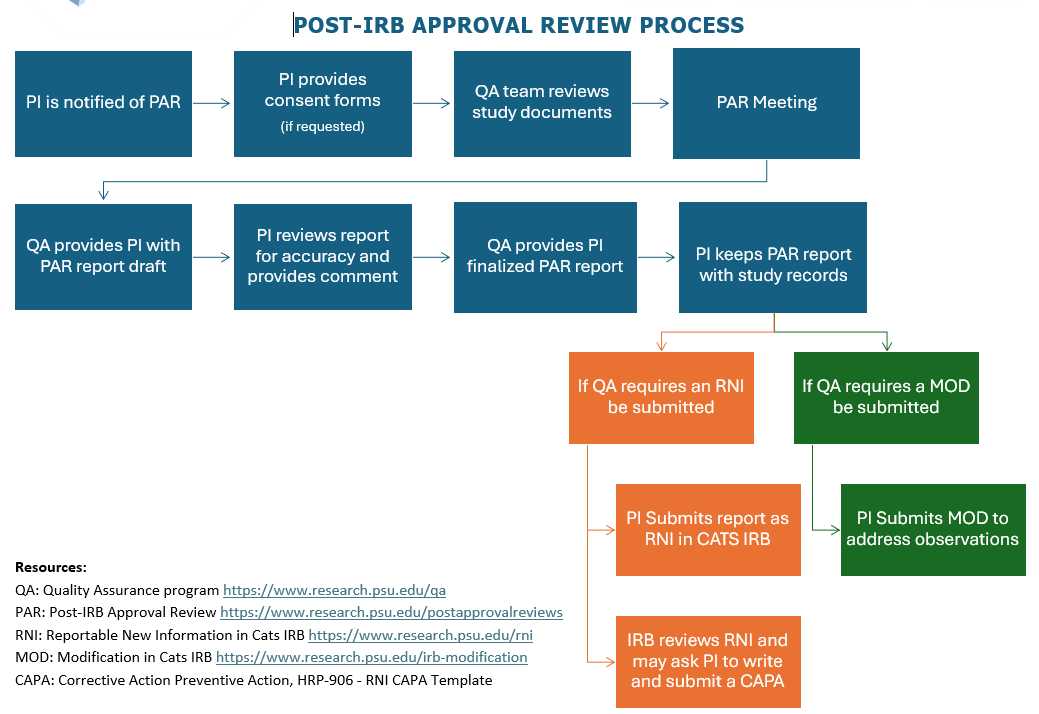 POST-IRB APPROVAL REVIEW PROCESS
PI is notified of PAR
PI provides
consent forms
(if requested)
QA team reviews
study documents
PAR Meeting
QA provides PI with
PAR report draft
PI reviews report
for accuracy and
provides comment
QA provides PI
finalized PAR report
PI keeps PAR report
with study records
If QA requires an RNI
be submitted
If QA requires a MOD
be submitted
PI Submits report as
RNI in CATS IRB
PI Submits MOD to
address observations
IRB reviews RNI and
may ask PI to write
and submit a CAPA
Resources:
QA: Quality Assurance program https://www.research.psu.edu/qa
PAR: Post-IRB Approval Review https://www.research.psu.edu/postapprovalreviews
RNI: Reportable New Information in Cats IRB https://www.research.psu.edu/rni
MOD: Modification in Cats IRB https://www.research.psu.edu/irb-modification
CAPA: Corrective Action Preventive Action, HRP-906 - RNI CAPA Template